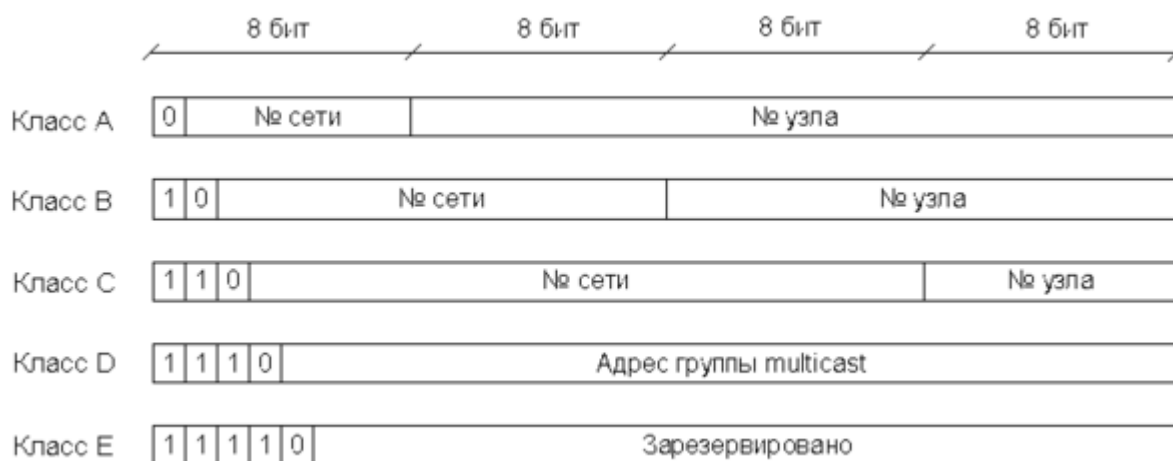 8 бит 8 бит 8 бит 8 бит
Класс A 0 № сети № узла
Класс B 1 0 № сети № узла
Класс C 1 1 0 № сети № узла
Класс D 1 1 1 0 Адрес группы multicast
Класс E 1 1 1 1 0 Зарезервировано